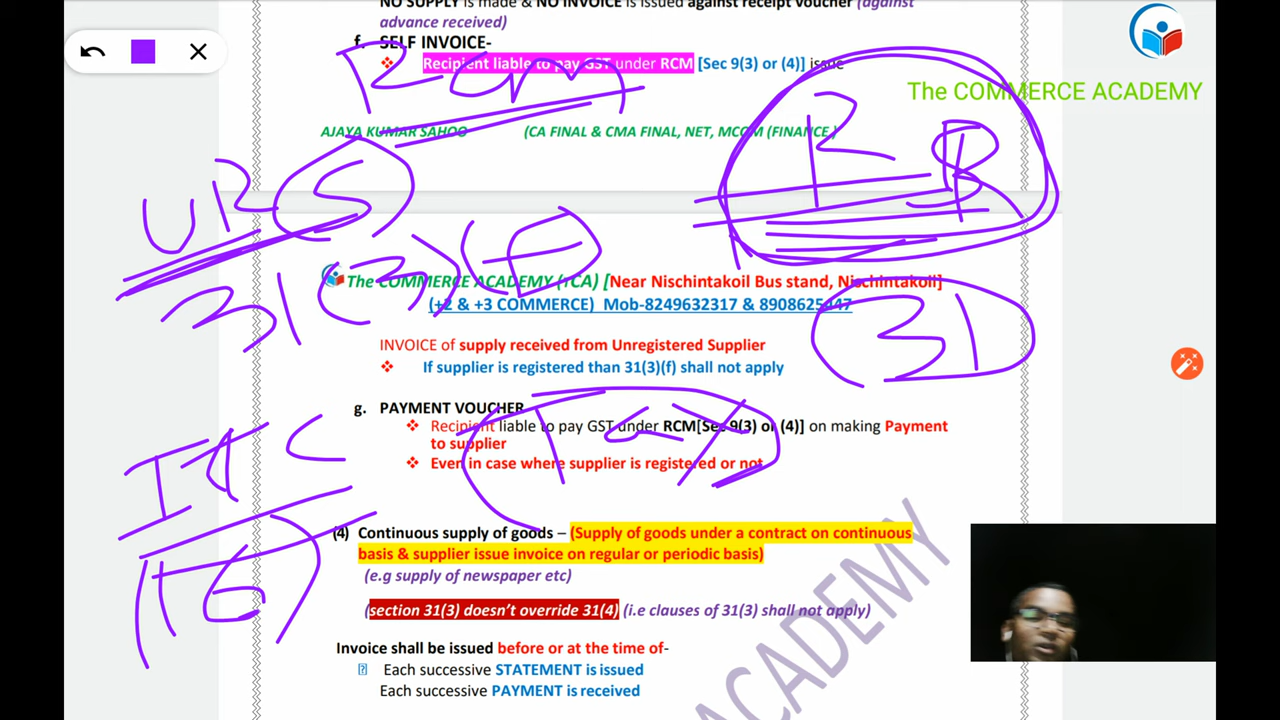 NO SUPPLY is made & NO INVOICE is issued against receipt voucher (against
advance received)
f. SELF INVOICE-
Recipient liable to pay GST under RCM [Sec 9(3) or (4)] issue
The COMMERCE ACADEMY
Rcm
R
B
AJAYA KUMAR SAHOO (CA FINAL & CMA FINAL, NET, MCOM (FINANCE)
URS
31(3)(f)
The COMMERCE ACADEMY (TCA) [Near Nischintakoil Bus stand, Nischintakoil]
(+2 & +3 COMMERCE) Mob-8249632317 & 8908625447
31
INVOICE of supply received from Unregistered Supplier
If supplier is registered than 31(3)(f) shall not apply
g. PAYMENT VOUCHER
Recipient liable to pay GST under RCM[Sec 9(3) or (4)] on making Payment
to supplier
Even in case where supplier is registered or not
Tax
ITC
(16)
(4) Continuous supply of goods – (Supply of goods under a contract on continuous
basis & supplier issue invoice on regular or periodic basis)
(e.g supply of newspaper etc)
(section 31(3) doesn't override 31(4) (i.e clauses of 31(3) shall not apply)
Invoice shall be issued before or at the time of-
Each successive STATEMENT is issued
Each successive PAYMENT is received
ACADEMY